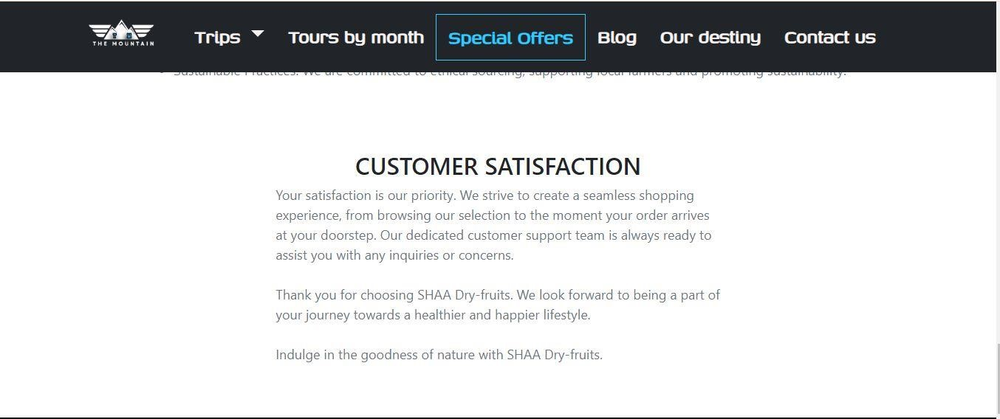 T M
THE MOUNTAIN
Trips
Tours by month
Special Offers
Blog
Our destiny
Contact us
Sustainable Practices: We are committed to ethical sourcing, supporting local farmers and promoting sustainability.
CUSTOMER SATISFACTION
Your satisfaction is our priority. We strive to create a seamless shopping
experience, from browsing our selection to the moment your order arrives
at your doorstep. Our dedicated customer support team is always ready to
assist you with any inquiries or concerns.
Thank you for choosing SHAA Dry-fruits. We look forward to being a part of
your journey towards a healthier and happier lifestyle.
Indulge in the goodness of nature with SHAA Dry-fruits.